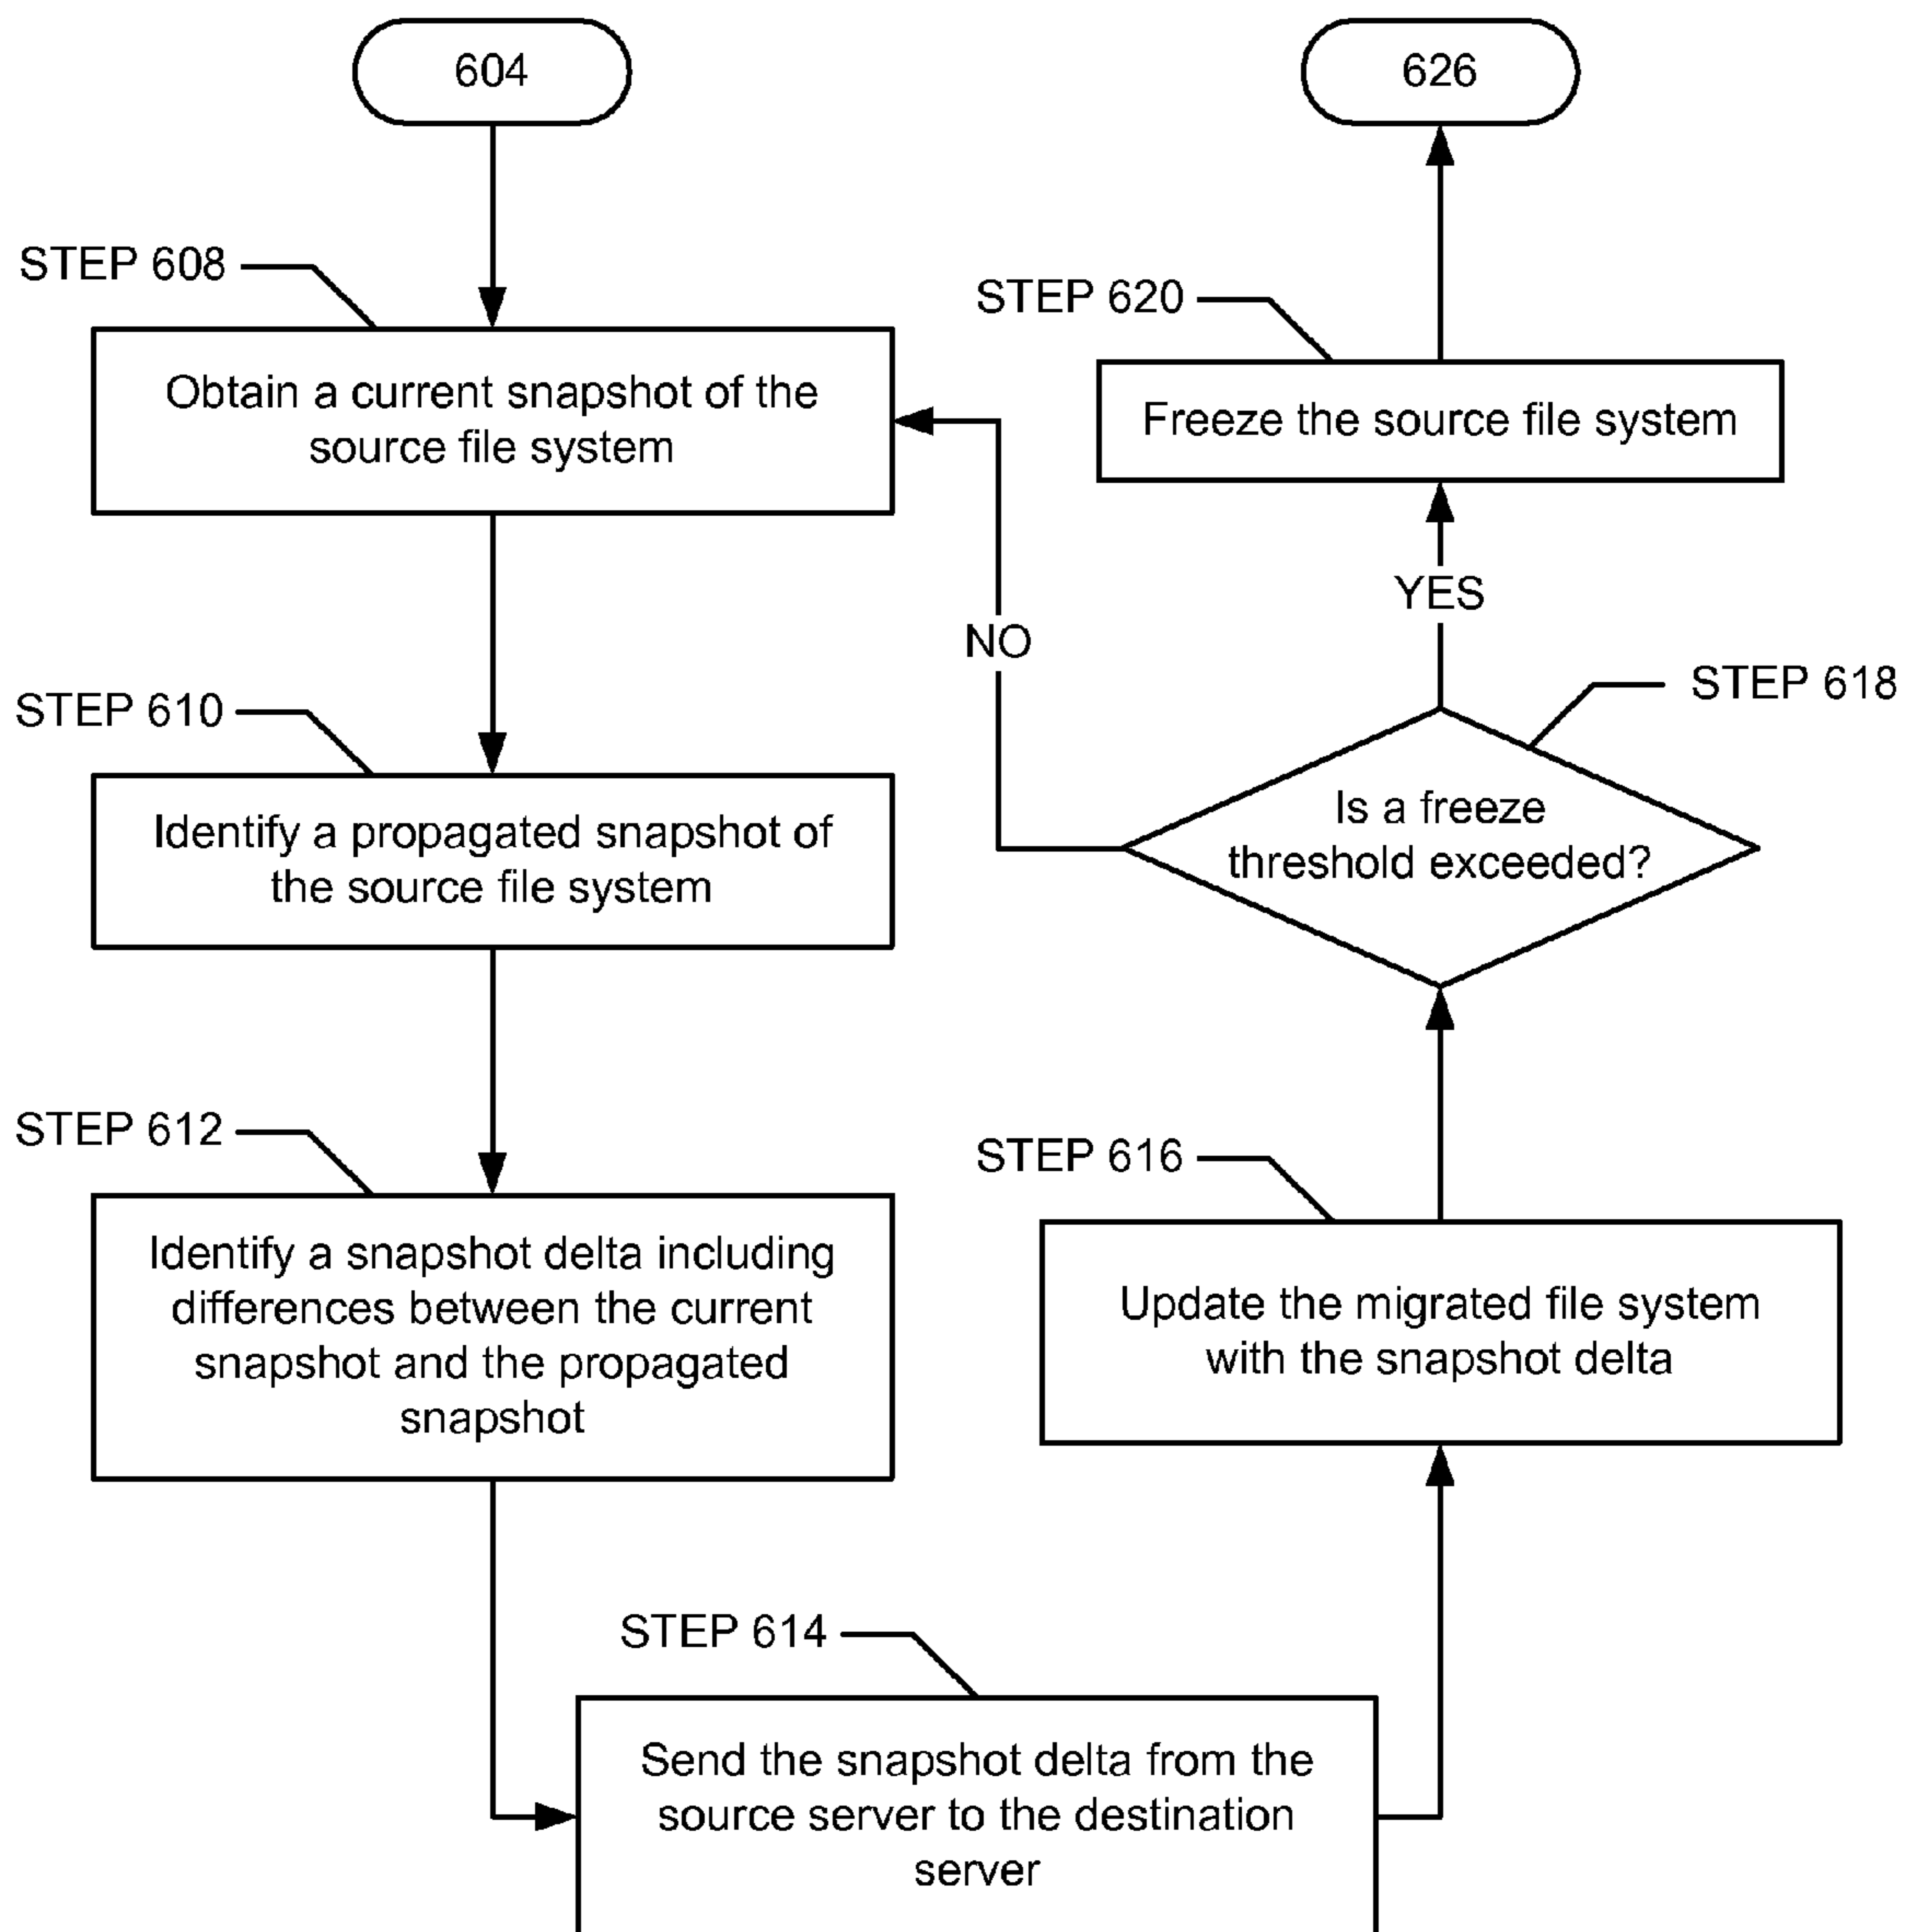 604
STEP 608
Obtain a current snapshot of the
source file system
STEP 610
Identify a propagated snapshot of
the source file system
STEP 612
Identify a snapshot delta including
differences between the current
snapshot and the propagated
snapshot
STEP 614
Send the snapshot delta from the
source server to the destination
server
STEP 616
Update the migrated file system
with the snapshot delta
STEP 618
Is a freeze
threshold exceeded?
NO
YES
STEP 620
Freeze the source file system
626